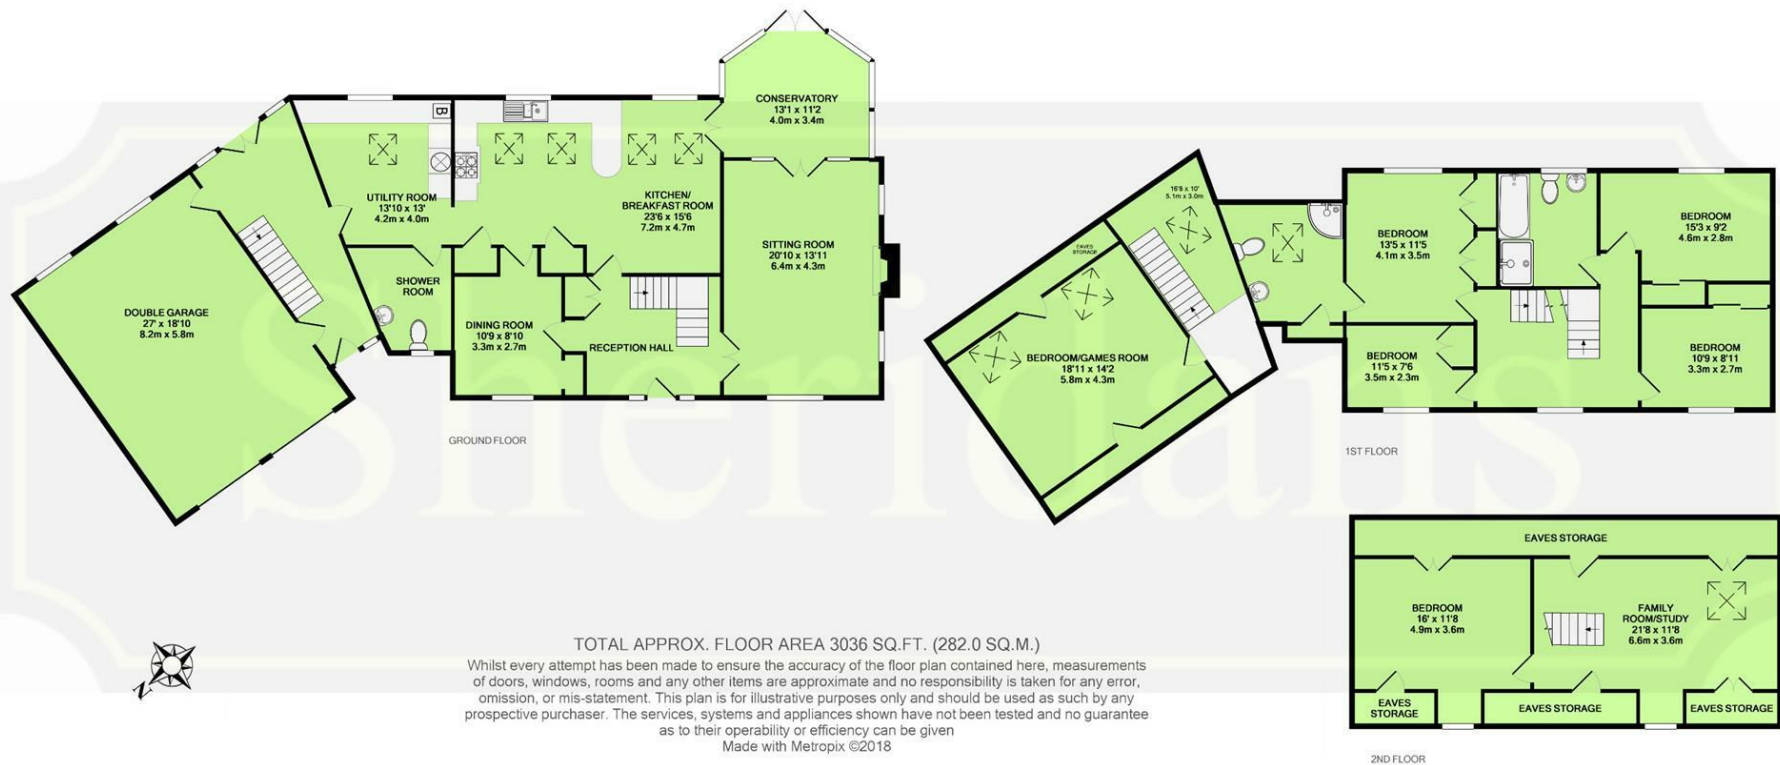 CONSERVATORY
13'1 x 11'2
4.0m x 3.4m
B
UTILITY ROOM
13'10 x 13'
4.2m x 4.0m
KITCHEN/
BREAKFAST ROOM
23'6 x 15'6
7.2m x 4.7m
SITTING ROOM
20'10 x 13'11
6.4m x 4.3m
SHOWER
ROOM
DOUBLE GARAGE
27' x 18'10
8.2m x 5.8m
DINING ROOM
10'9 x 8'10
3.3m x 2.7m
RECEPTION HALL
GROUND FLOOR
16'8 x 10'
5.1m x 3.0m
EAVES
STORAGE
BEDROOM/GAMES ROOM
18'11 x 14'2
5.8m x 4.3m
BEDROOM
13'5 x 11'5
4.1m x 3.5m
BEDROOM
15'3 x 9'2
4.6m x 2.8m
BEDROOM
11'5 x 7'6
3.5m x 2.3m
BEDROOM
10'9 x 8'11
3.3m x 2.7m
1ST FLOOR
EAVES STORAGE
BEDROOM
16' x 11'8
4.9m x 3.6m
FAMILY
ROOM/STUDY
21'8 x 11'8
6.6m x 3.6m
EAVES
STORAGE
EAVES STORAGE
EAVES STORAGE
2ND FLOOR
Sheridans
N
TOTAL APPROX. FLOOR AREA 3036 SQ.FT. (282.0 SQ.M.)
Whilst every attempt has been made to ensure the accuracy of the floor plan contained here, measurements
of doors, windows, rooms and any other items are approximate and no responsibility is taken for any error,
omission, or mis-statement. This plan is for illustrative purposes only and should be used as such by any
prospective purchaser. The services, systems and appliances shown have not been tested and no guarantee
as to their operability or efficiency can be given
Made with Metropix ©2018